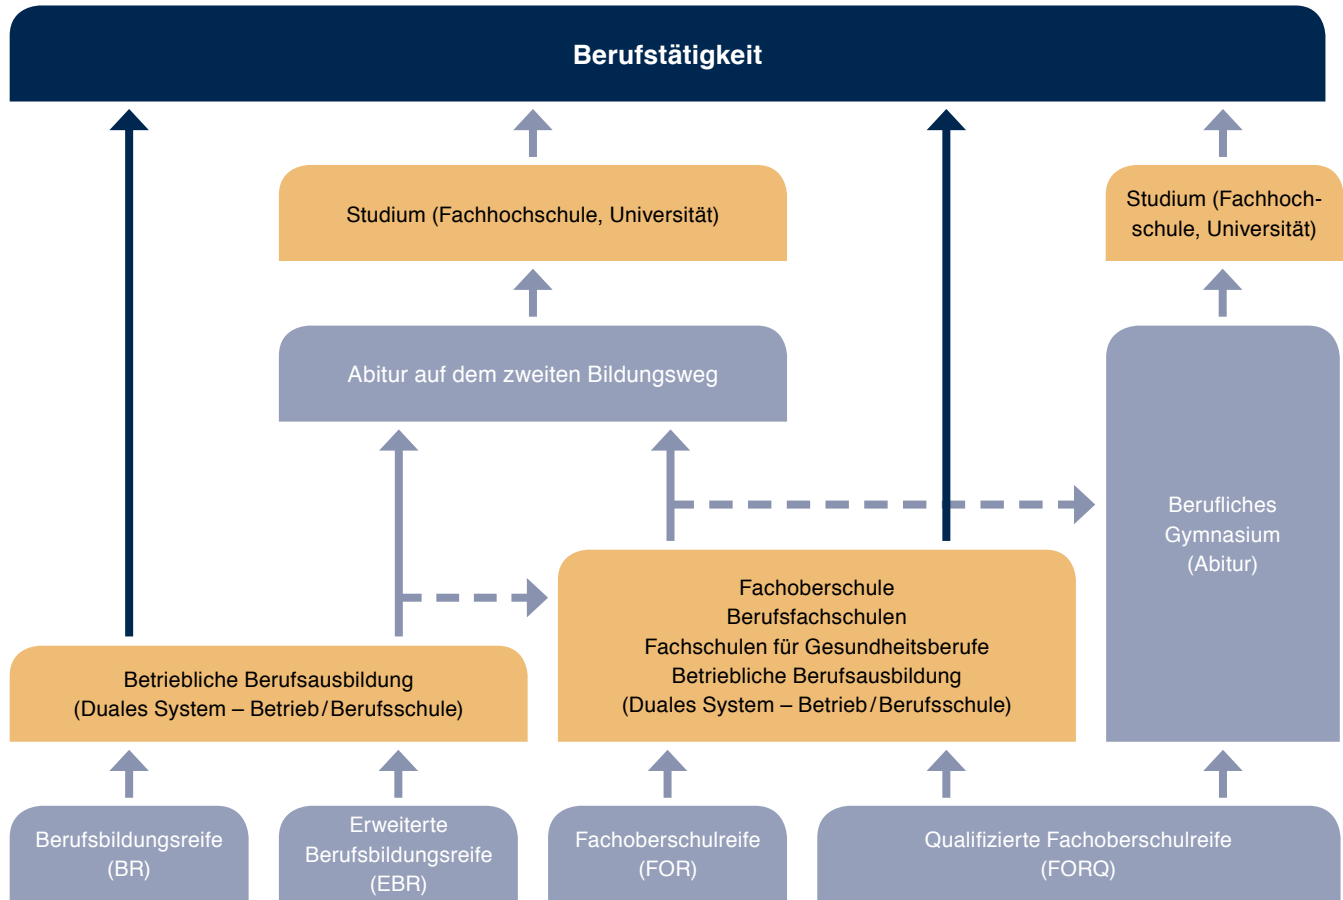 Berufstätigkeit
Studium (Fachhochschule, Universität)
Studium (Fachhoch-
schule, Universität)
Abitur auf dem zweiten Bildungsweg
Berufliches
Gymnasium
(Abitur)
Fachoberschule
Berufsfachschulen
Fachschulen für Gesundheitsberufe
Betriebliche Berufsausbildung
(Duales System – Betrieb/Berufsschule)
Betriebliche Berufsausbildung
(Duales System – Betrieb/Berufsschule)
Berufsbildungsreife
(BR)
Erweiterte
Berufsbildungsreife
(EBR)
Fachoberschulreife
(FOR)
Qualifizierte Fachoberschulreife
(FORQ)